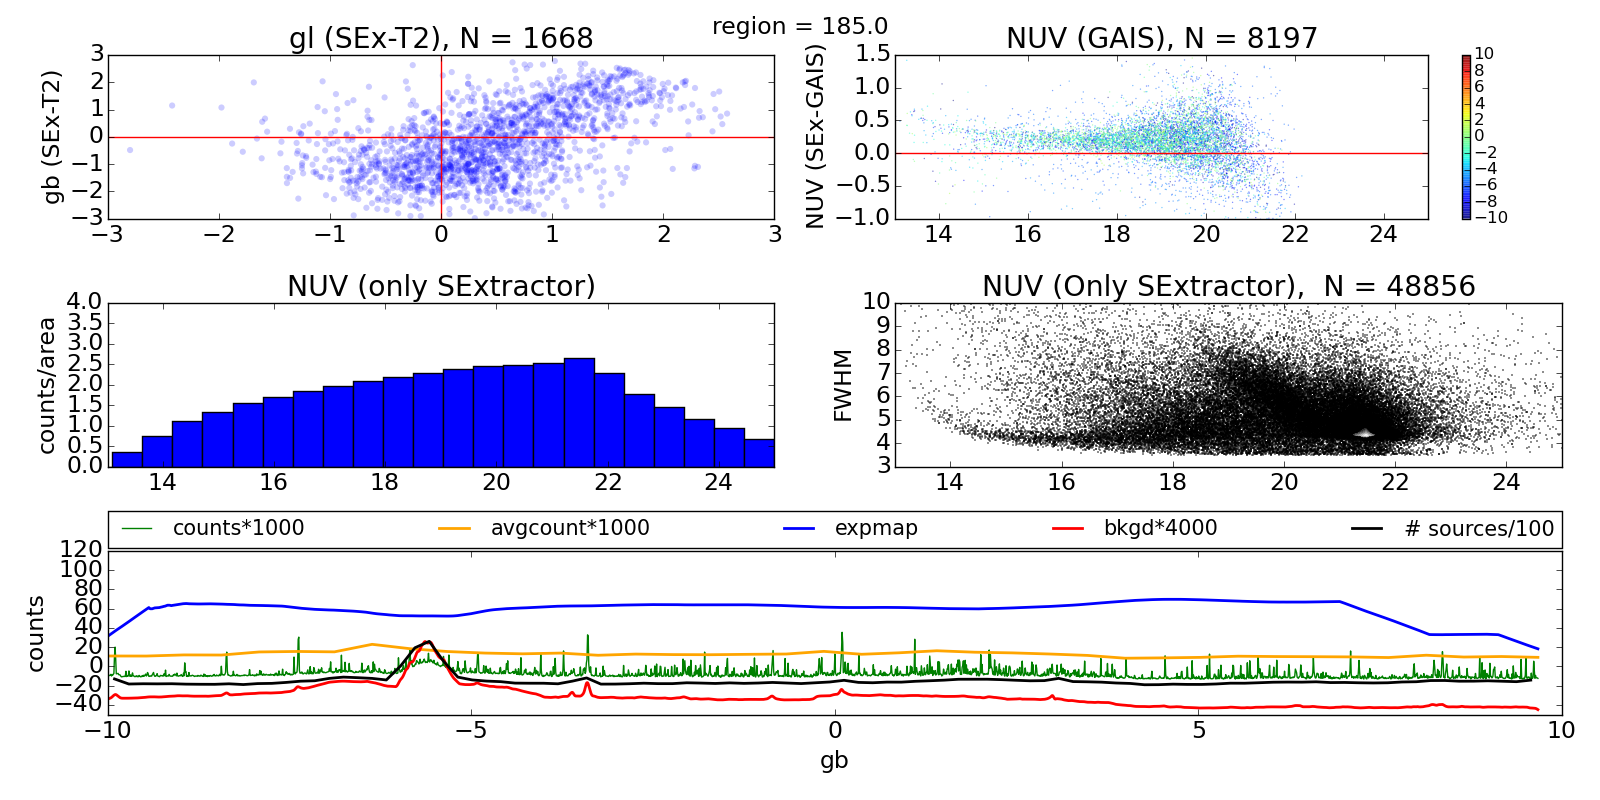 region = 185.0
gl (SEx-T2), N = 1668
gb (SEx-T2)
3
2
1
0
−1
−2
−3
−3 −2 −1 0 1 2 3
NUV (GAIS), N = 8197
NUV (SEx-GAIS)
1.5
1.0
0.5
0.0
−0.5
−1.0
14 16 18 20 22 24
10
8
6
4
2
0
−2
−4
−6
−8
−10
NUV (only SExtractor)
counts/area
4.0
3.5
3.0
2.5
2.0
1.5
1.0
0.5
0.0
14 16 18 20 22 24
NUV (Only SExtractor), N = 48856
FWHM
10
9
8
7
6
5
4
3
14 16 18 20 22 24
counts*1000 avgcount*1000 expmap bkgd*4000 # sources/100
counts
120
100
80
60
40
20
0
−20
−40
−10 −5 0 5 10
gb